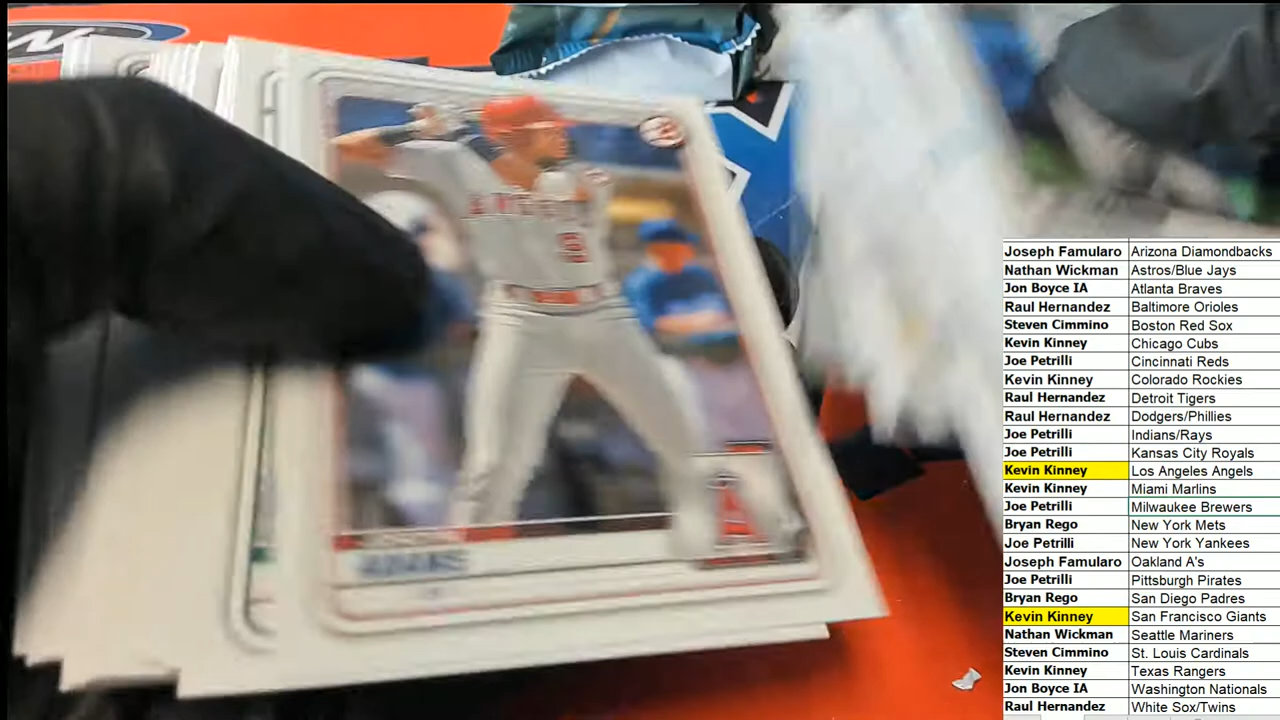 ANGELS
Joseph Famularo Arizona Diamondbacks
Nathan Wickman Astros/Blue Jays
Jon Boyce IA Atlanta Braves
Raul Hernandez Baltimore Orioles
Steven Cimmino Boston Red Sox
Kevin Kinney Chicago Cubs
Joe Petrilli Cincinnati Reds
Kevin Kinney Colorado Rockies
Raul Hernandez Detroit Tigers
Raul Hernandez Dodgers/Phillies
Joe Petrilli Indians/Rays
Joe Petrilli Kansas City Royals
Kevin Kinney Los Angeles Angels
Kevin Kinney Miami Marlins
Joe Petrilli Milwaukee Brewers
Bryan Rego New York Mets
Joe Petrilli New York Yankees
Joseph Famularo Oakland A's
Joe Petrilli Pittsburgh Pirates
Bryan Rego San Diego Padres
Kevin Kinney San Francisco Giants
Nathan Wickman Seattle Mariners
Steven Cimmino St. Louis Cardinals
Kevin Kinney Texas Rangers
Jon Boyce IA Washington Nationals
Raul Hernandez White Sox/Twins